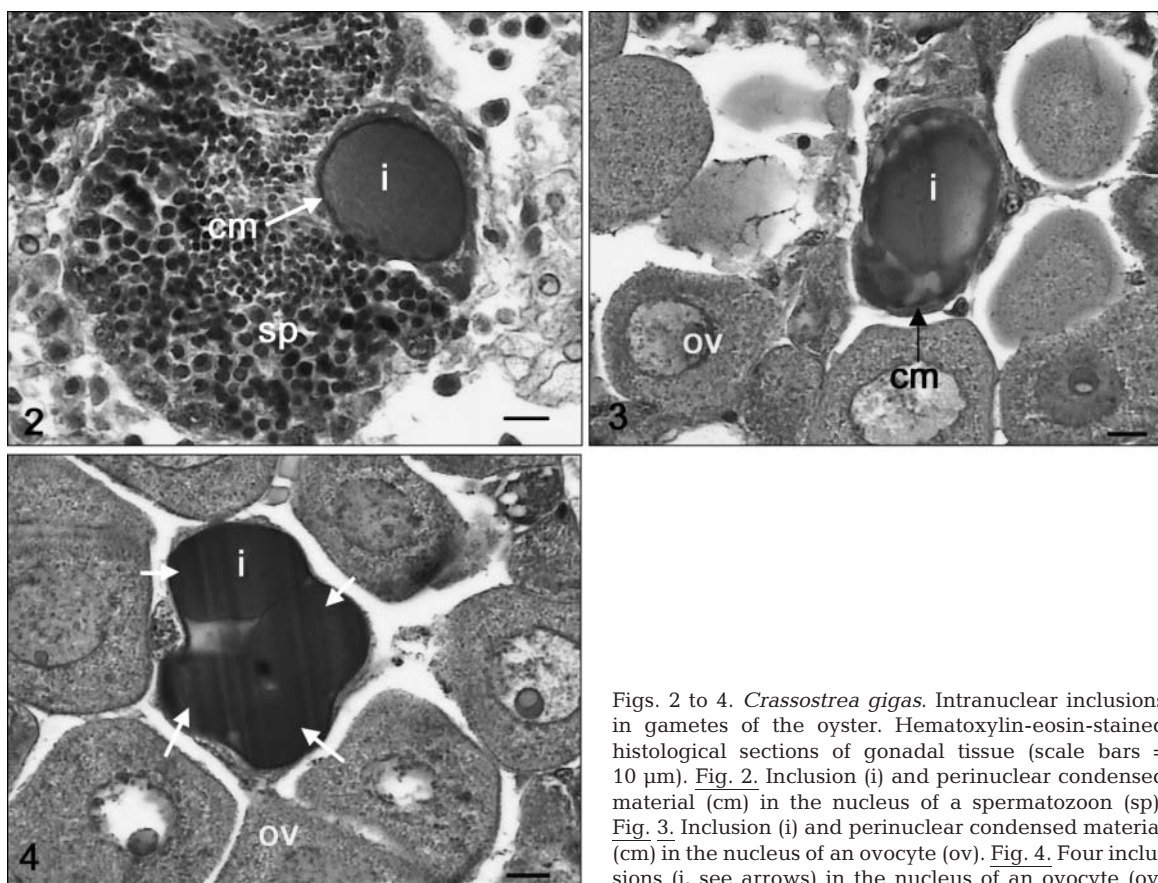 i
cm
sp
2
i
ov
cm
3
i
ov
4
Figs. 2 to 4. Crassostrea gigas. Intranuclear inclusions
in gametes of the oyster. Hematoxylin-eosin-stained
histological sections of gonadal tissue (scale bars =
10 µm). Fig. 2. Inclusion (i) and perinuclear condensed
material (cm) in the nucleus of a spermatozoon (sp)
Fig. 3. Inclusion (i) and perinuclear condensed material
(cm) in the nucleus of an ovocyte (ov). Fig. 4. Four inclu-
sions (i, see arrows) in the nucleus of an ovocyte (ov